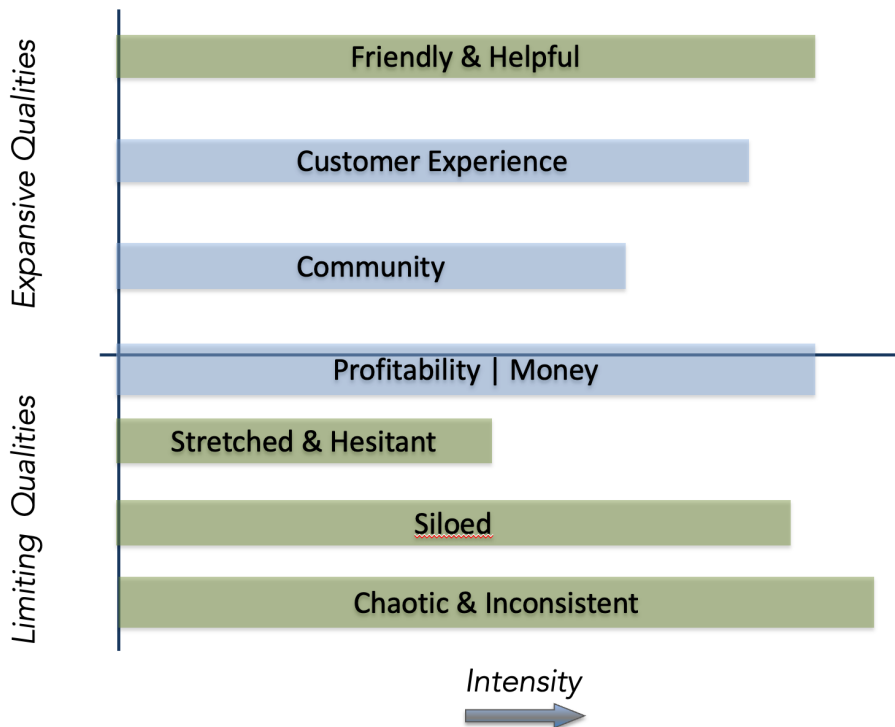 Expansive Qualities
Friendly & Helpful
Customer Experience
Community
Profitability | Money
Limiting Qualities
Stretched & Hesitant
Siloed
Chaotic & Inconsistent
Intensity